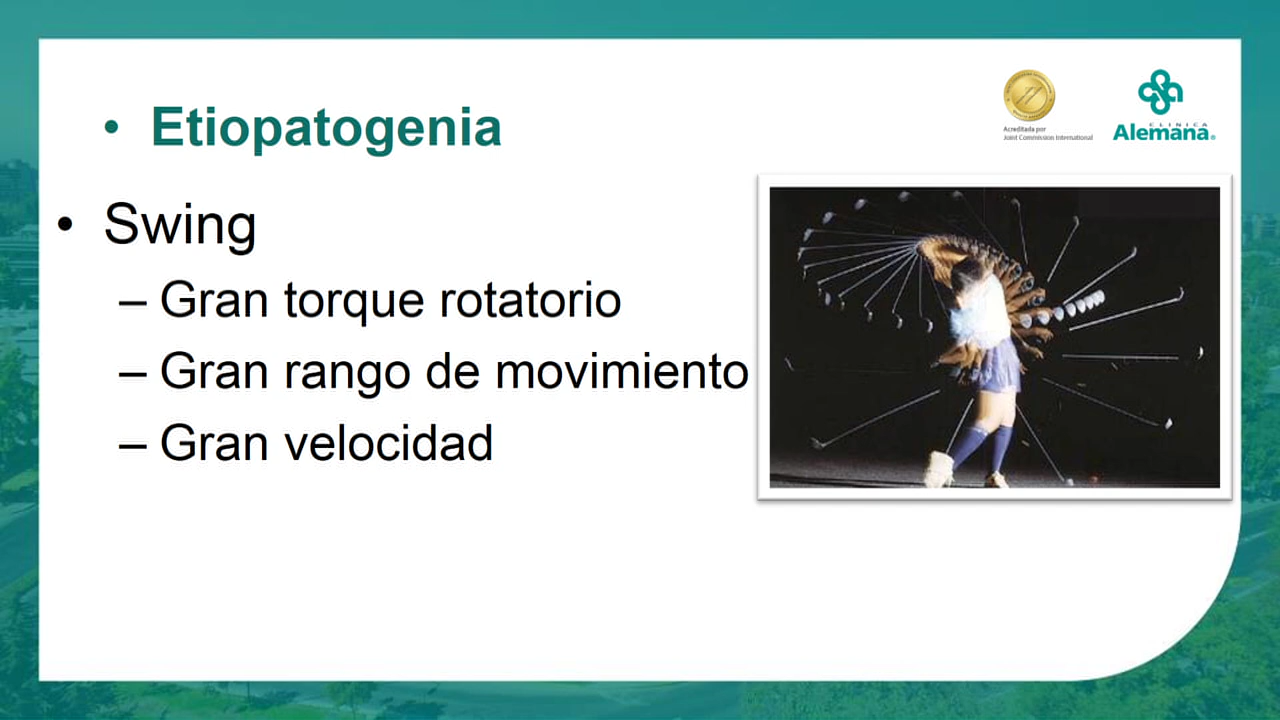 • Etiopatogenia
Acreditada por
Joint Commission International
CLINICA
Alemana®
• Swing
– Gran torque rotatorio
– Gran rango de movimiento
– Gran velocidad